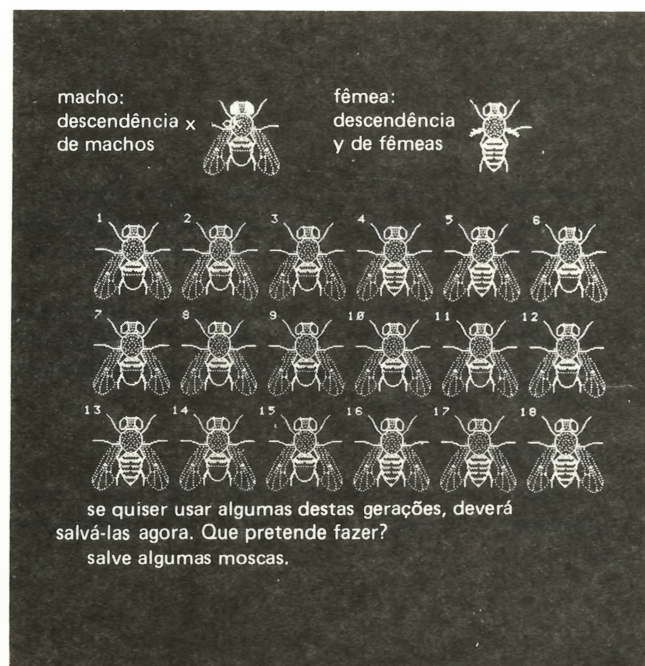 macho:
descendência x
de machos
fêmea:
descendência
y de fêmeas
1 2 3 4 5 6
7 8 9 10 11 12
13 14 15 16 17 18
se quiser usar algumas destas gerações, deverá
salvá-las agora. Que pretende fazer?
salve algumas moscas.